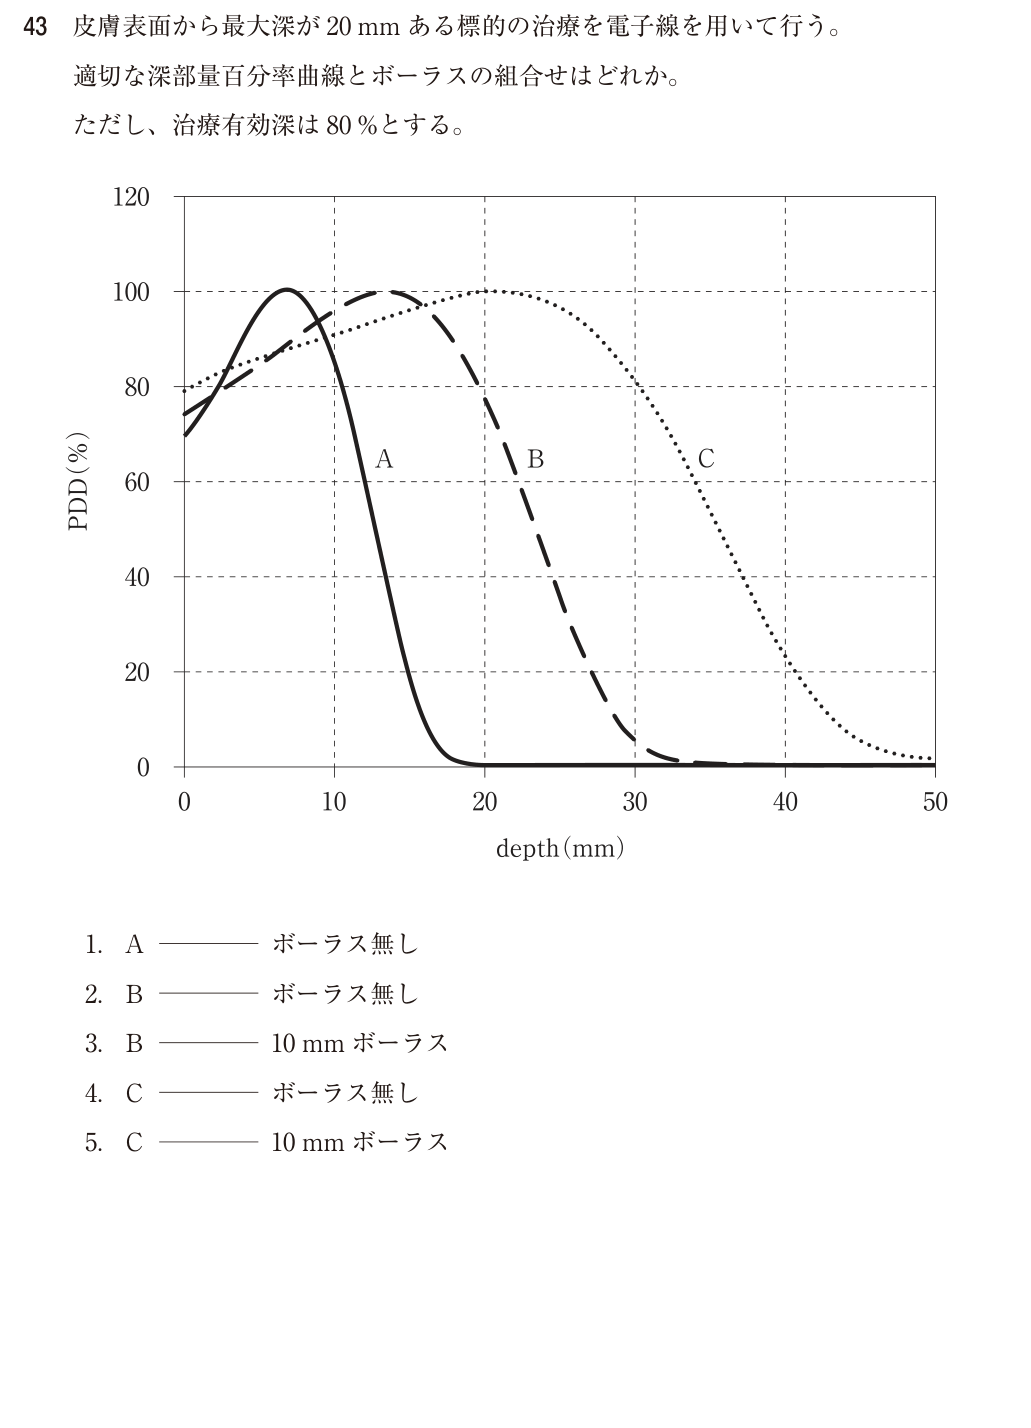 43 皮膚表面から最大深が 20 mm ある標的の治療を電子線を用いて行う。
適切な深部量百分率曲線とボーラスの組合せはどれか。
ただし、治療有効深は 80 %とする。
120
100
80
60
40
20
0
PDD(%)
A
B
C
0 10 20 30 40 50
depth(mm)
1. A ――― ボーラス無し
2. B ――― ボーラス無し
3. B ――― 10 mm ボーラス
4. C ――― ボーラス無し
5. C ――― 10 mm ボーラス